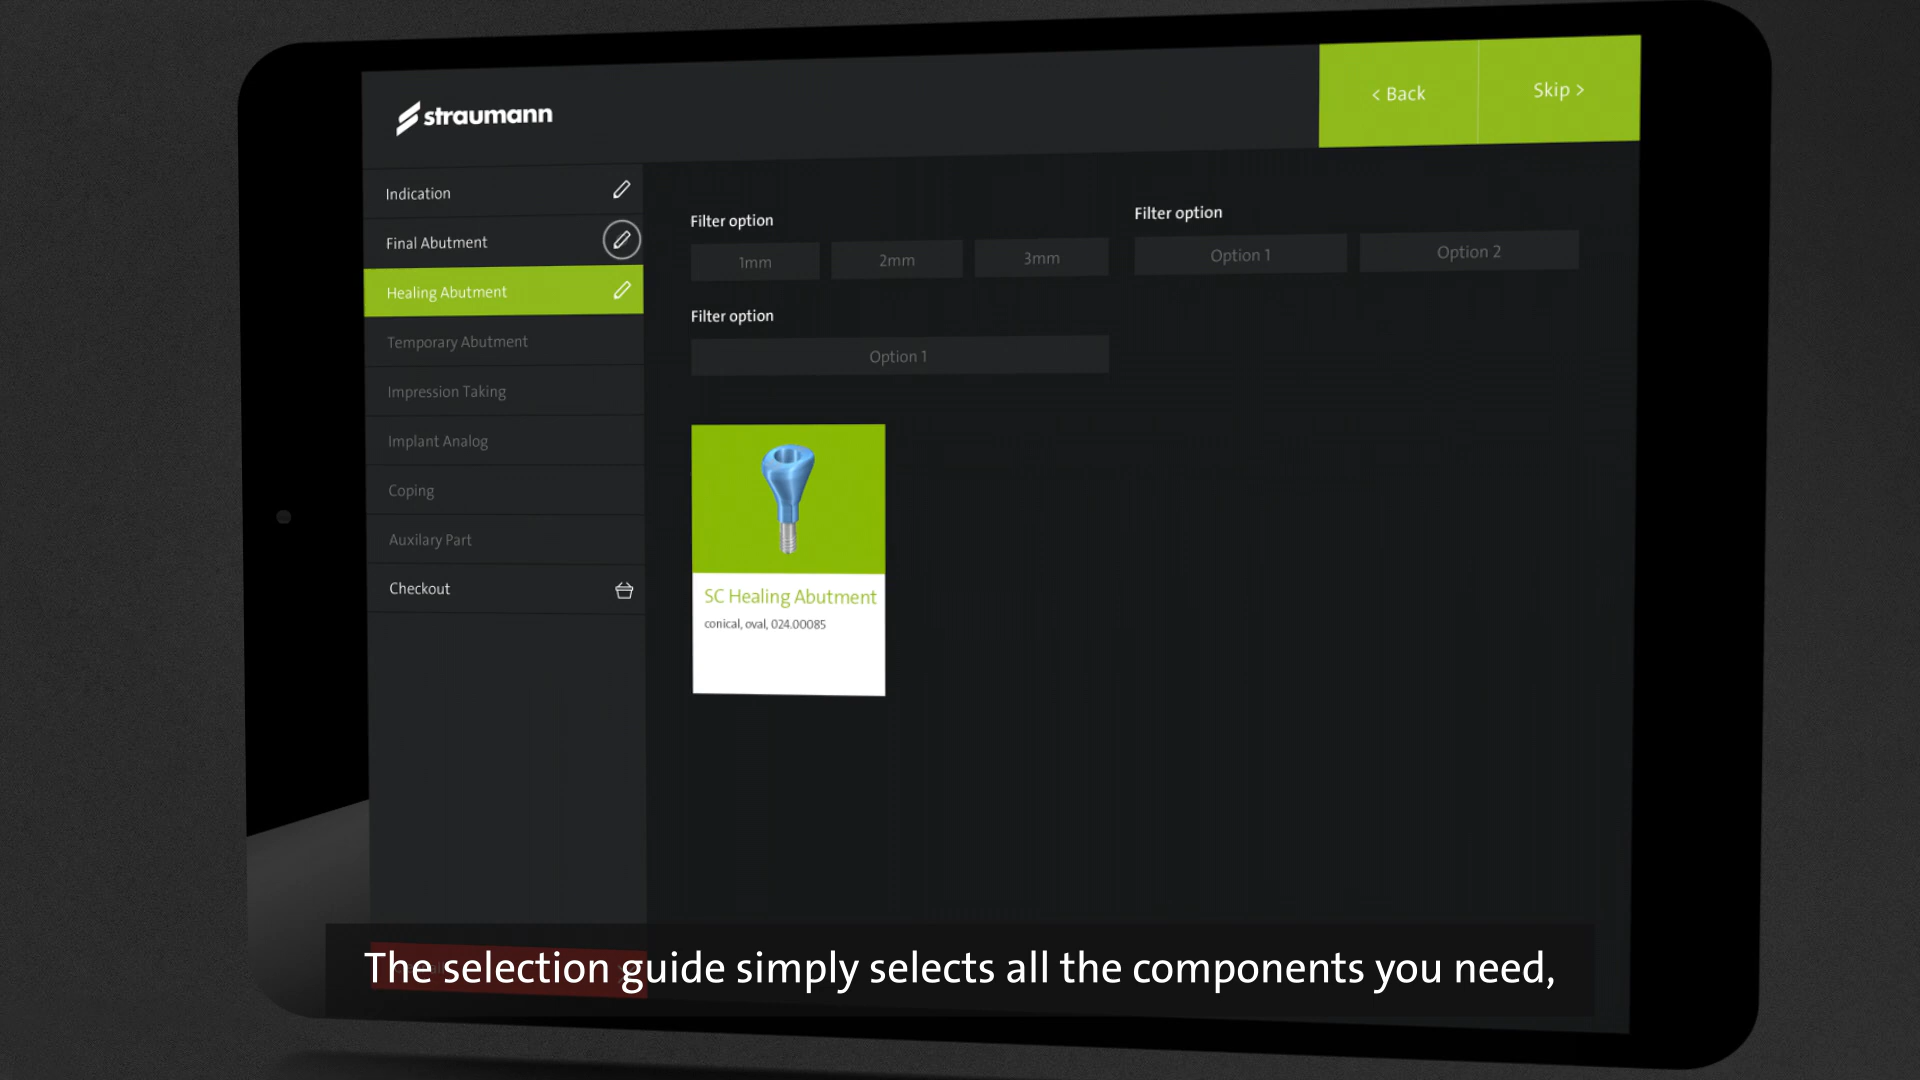 straumann
< Back
Skip >
Indication
Final Abutment
Healing Abutment
Temporary Abutment
Impression Taking
Implant Analog
Coping
Auxilary Part
Checkout
Filter option
1mm
2mm
3mm
Filter option
Option 1
Option 2
Filter option
Option 1
SC Healing Abutment
conical, oval, 024.00085
The selection guide simply selects all the components you need,